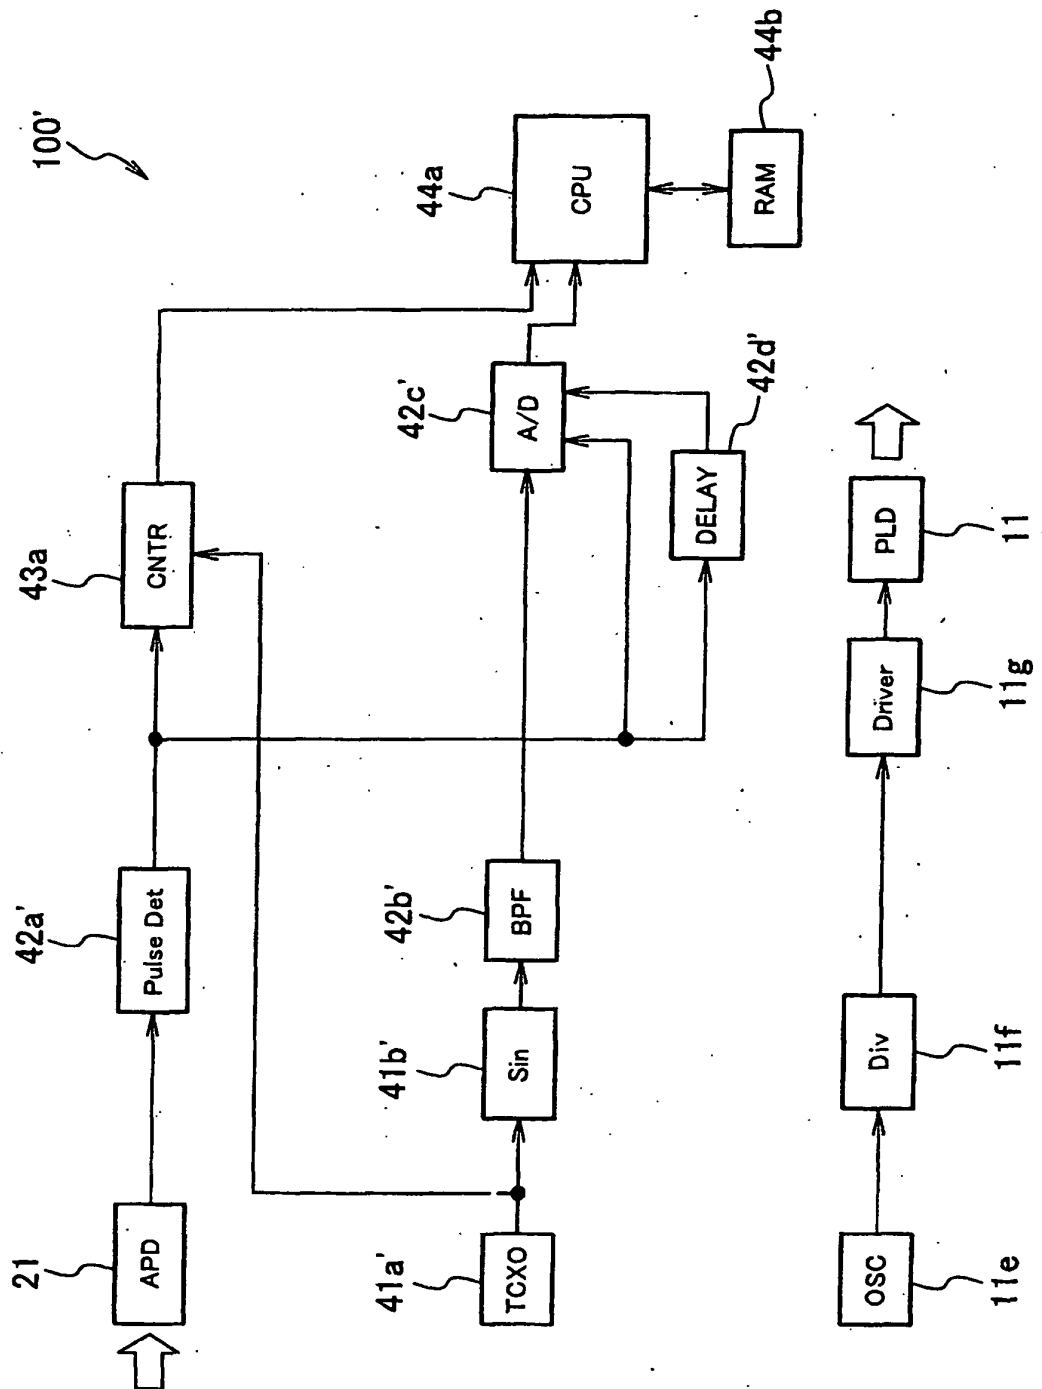 100'
21
APD
42a'
Pulse Det
43a
CNTR
44a
CPU
44b
RAM
41a'
TCXO
41b'
Sin
42b'
BPF
42c'
A/D
42d'
DELAY
11e
OSC
11f
Div
11g
Driver
11
PLD